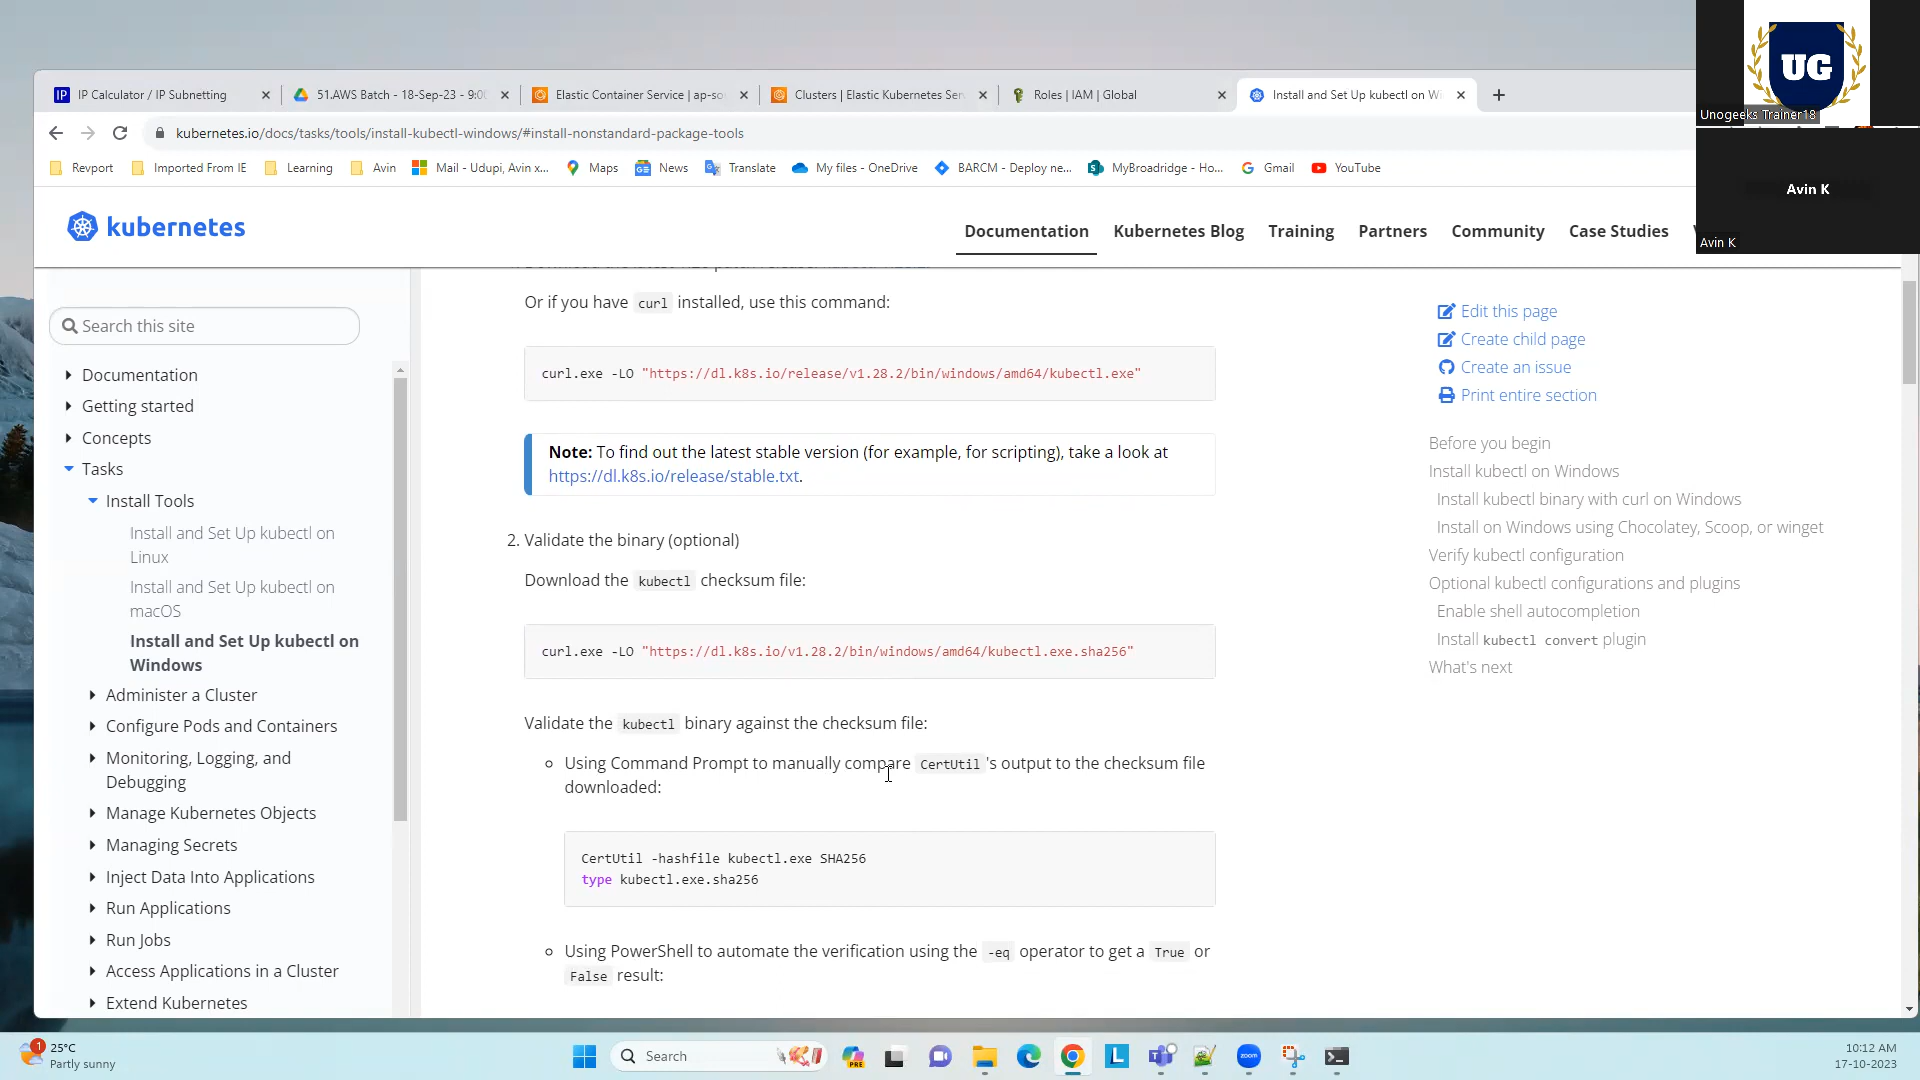 IP Calculator / IP Subnetting
51.AWS Batch - 18-Sep-23 - 9:00
Elastic Container Service | ap-so
Clusters | Elastic Kubernetes Serv
Roles | IAM | Global
Install and Set Up kubectl on Wi
kubernetes.io/docs/tasks/tools/install-kubectl-windows/#install-nonstandard-package-tools
Revport
Imported From IE
Learning
Avin
Mail - Udupi, Avin x...
Maps
News
Translate
My files - OneDrive
BARCM - Deploy ne...
MyBroadridge - Ho...
Gmail
YouTube
UG
Unogeeks Trainer18
Avin K
Avin K
kubernetes
Documentation
Kubernetes Blog
Training
Partners
Community
Case Studies
Search this site
Documentation
Getting started
Concepts
Tasks
Install Tools
Install and Set Up kubectl on
Linux
Install and Set Up kubectl on
macOS
Install and Set Up kubectl on
Windows
Administer a Cluster
Configure Pods and Containers
Monitoring, Logging, and
Debugging
Manage Kubernetes Objects
Managing Secrets
Inject Data Into Applications
Run Applications
Run Jobs
Access Applications in a Cluster
Extend Kubernetes
Or if you have curl installed, use this command:
curl.exe -LO "https://dl.k8s.io/release/v1.28.2/bin/windows/amd64/kubectl.exe"
Note: To find out the latest stable version (for example, for scripting), take a look at
https://dl.k8s.io/release/stable.txt.
2. Validate the binary (optional)
Download the kubectl checksum file:
curl.exe -LO "https://dl.k8s.io/v1.28.2/bin/windows/amd64/kubectl.exe.sha256"
Validate the kubectl binary against the checksum file:
Using Command Prompt to manually compare CertUtil's output to the checksum file
downloaded:
CertUtil -hashfile kubectl.exe SHA256
type kubectl.exe.sha256
Using PowerShell to automate the verification using the -eq operator to get a True or
False result:
Edit this page
Create child page
Create an issue
Print entire section
Before you begin
Install kubectl on Windows
Install kubectl binary with curl on Windows
Install on Windows using Chocolatey, Scoop, or winget
Verify kubectl configuration
Optional kubectl configurations and plugins
Enable shell autocompletion
Install kubectl convert plugin
What's next
1
25°C
Partly sunny
Search
PRE
L
zoom
10:12 AM
17-10-2023